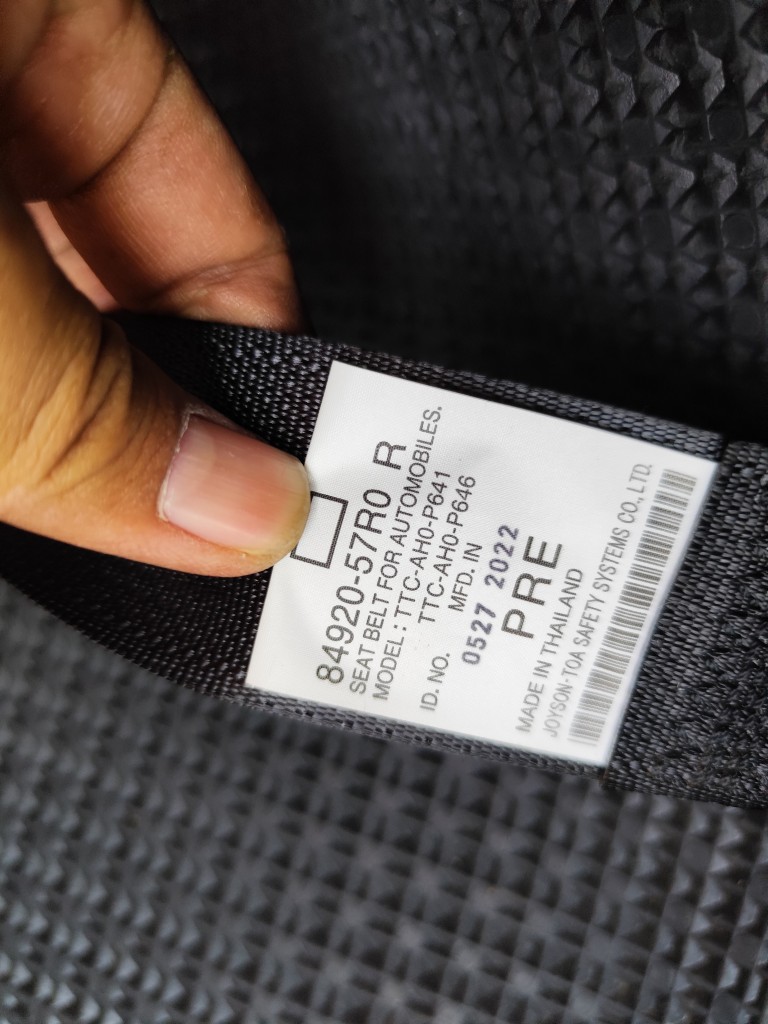 84920-57R0 R
SEAT BELT FOR AUTOMOBILES.
MODEL : TTC-AH0-P641
TTC-AH0-P646
ID. NO. MFD. IN
0527 2022
PRE
MADE IN THAILAND
JOYSON-TOA SAFETY SYSTEMS CO., LTD.